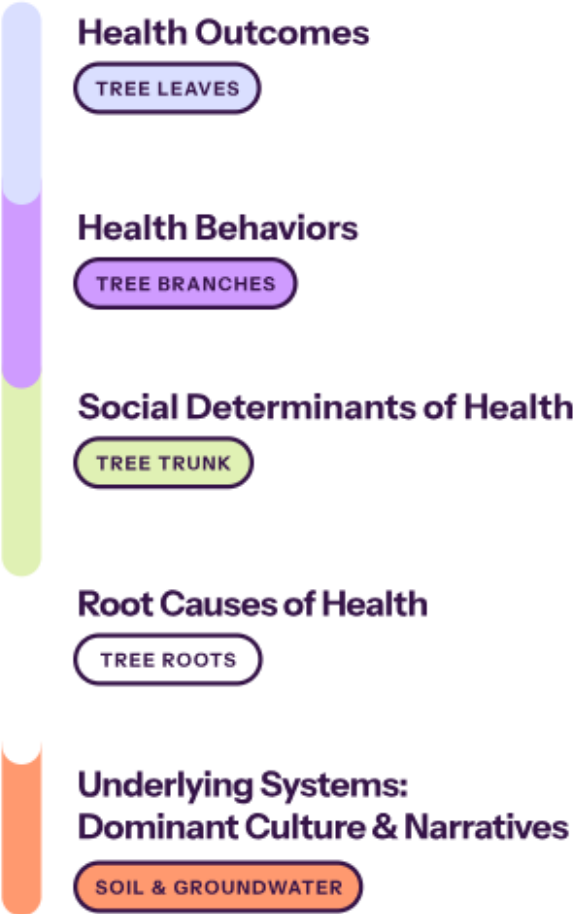 Health Outcomes
TREE LEAVES
Health Behaviors
TREE BRANCHES
Social Determinants of Health
TREE TRUNK
Root Causes of Health
TREE ROOTS
Underlying Systems:
Dominant Culture & Narratives
SOIL & GROUNDWATER